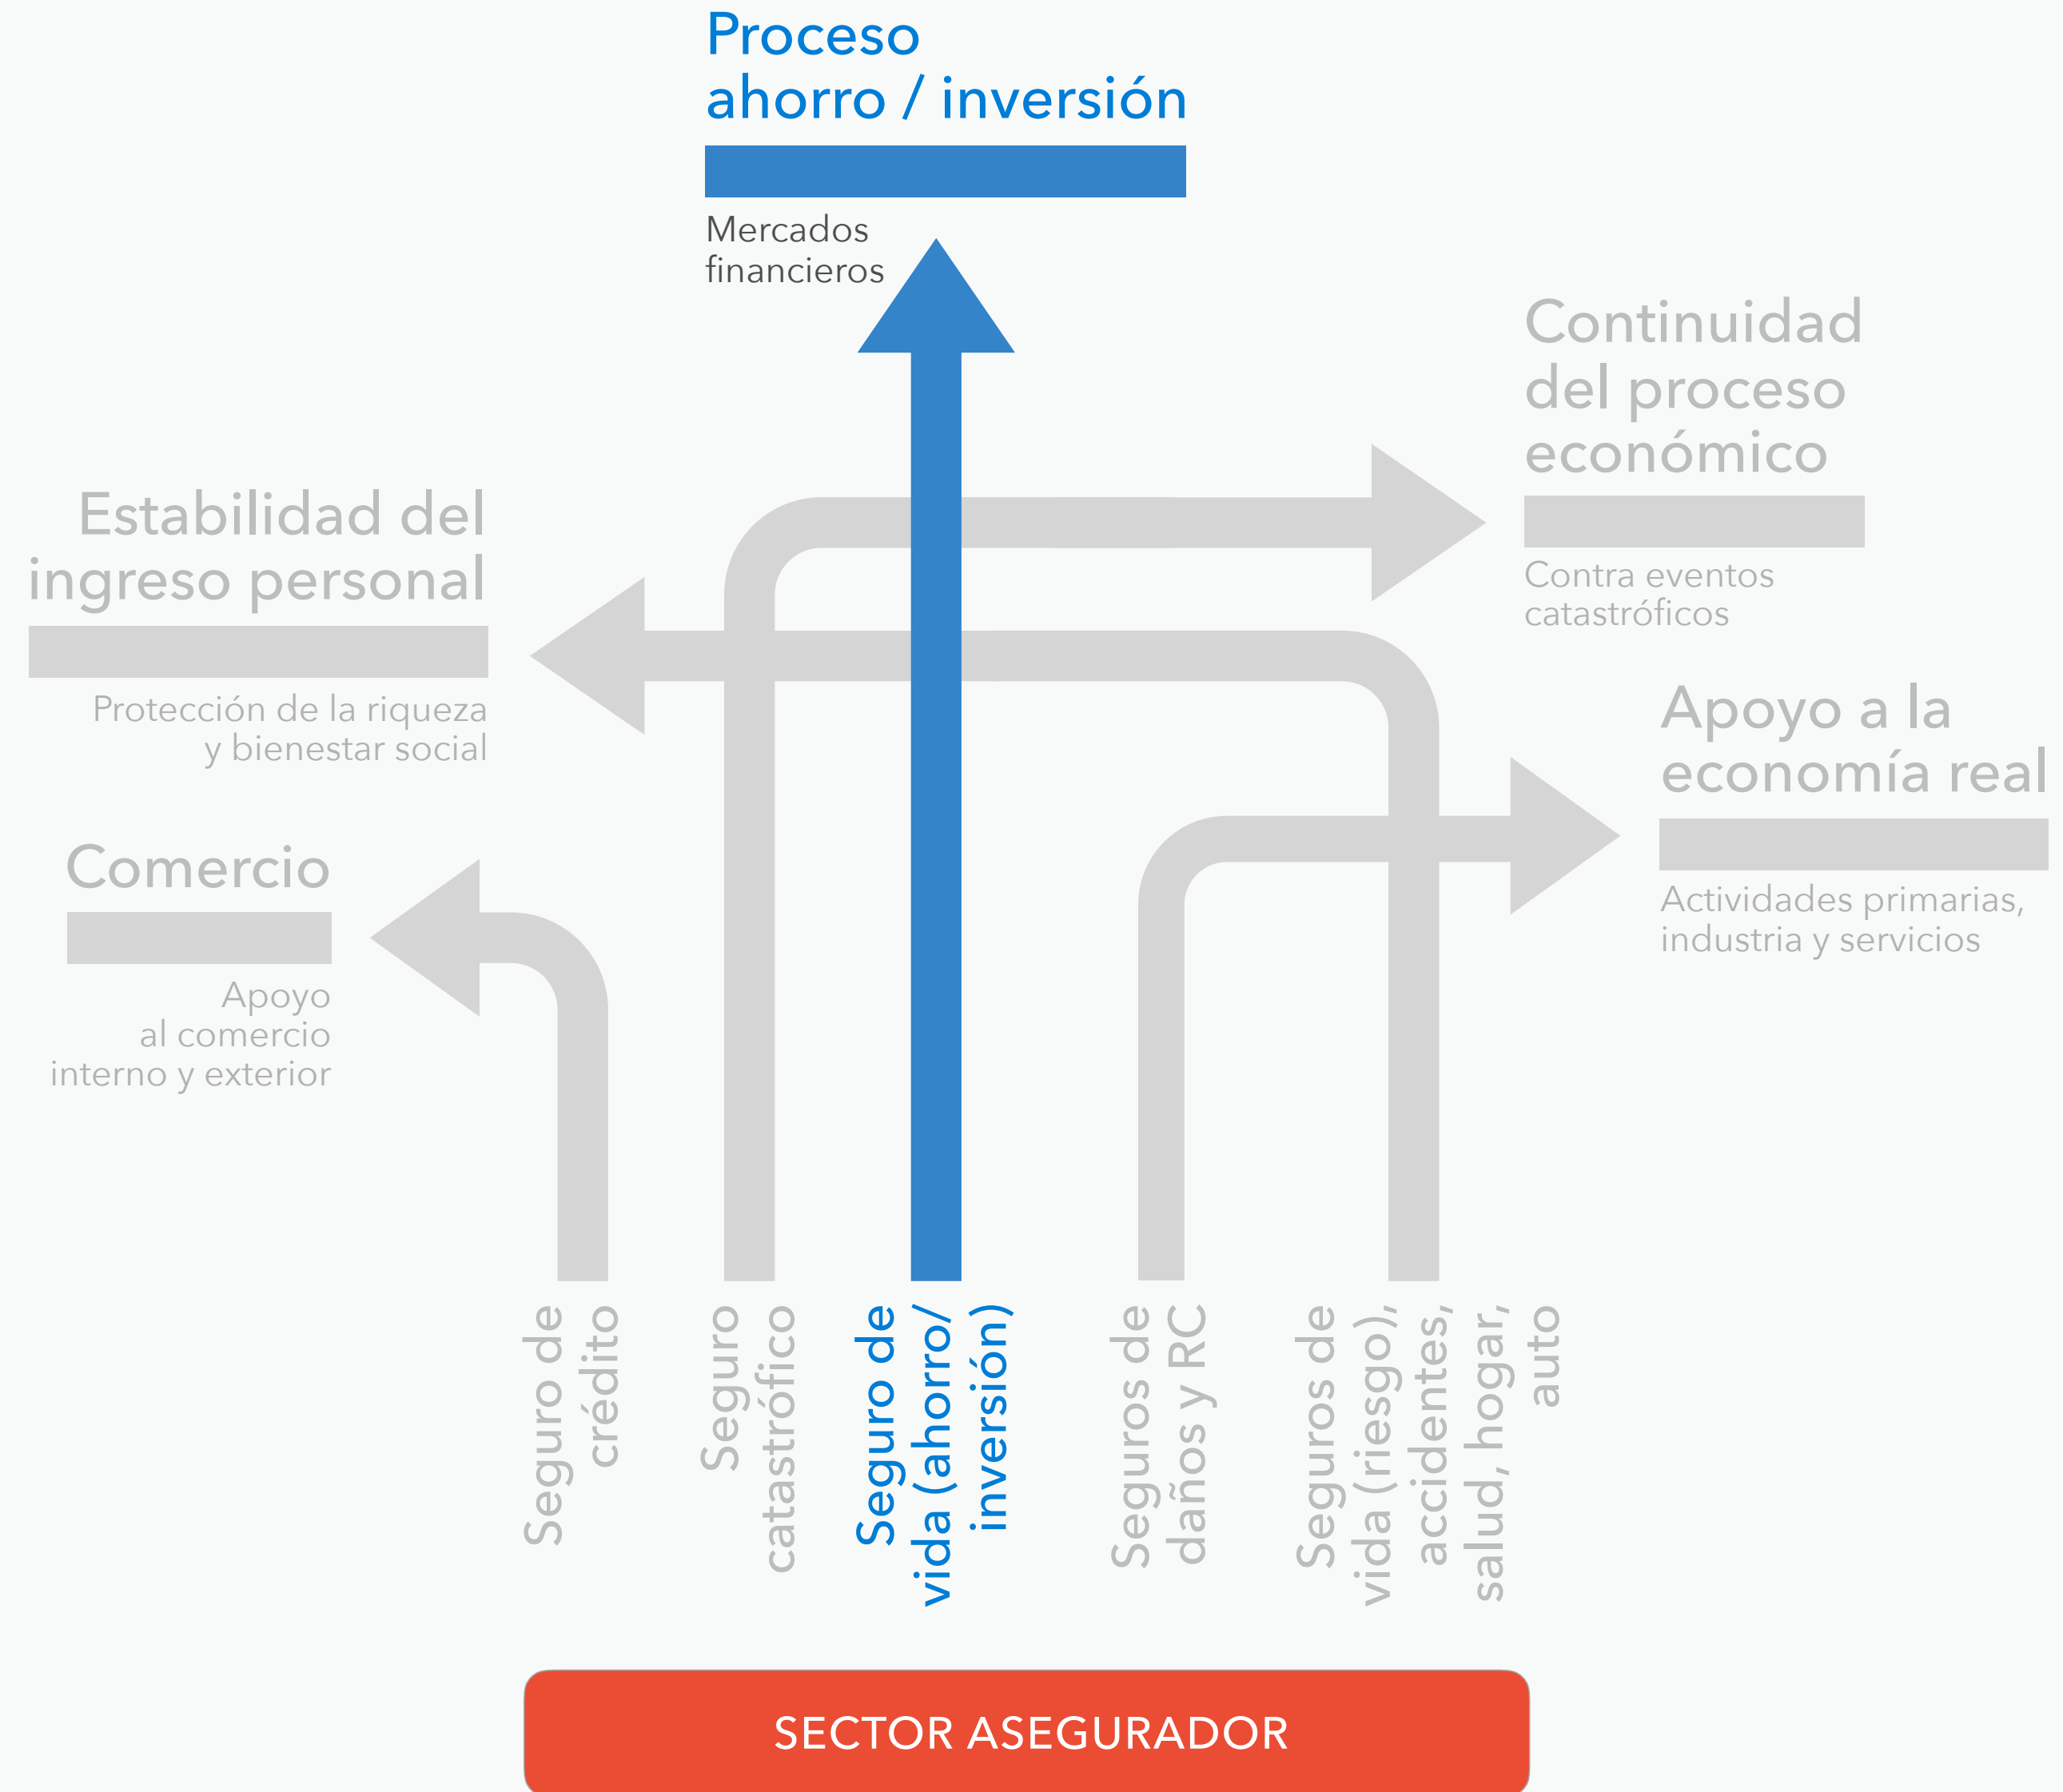 Proceso
ahorro / inversión
Mercados
financieros
Continuidad
del proceso
económico
Contra eventos
catastróficos
Estabilidad del
ingreso personal
Protección de la riqueza
y bienestar social
Apoyo a la
economía real
Actividades primarias,
industria y servicios
Comercio
Apoyo
al comercio
interno y exterior
Seguro de
crédito
Seguro
catastrófico
Seguro de
vida (ahorro/
inversión)
Seguros de
daños y RC
Seguros de
vida (riesgo),
accidentes,
salud, hogar,
auto
SECTOR ASEGURADOR